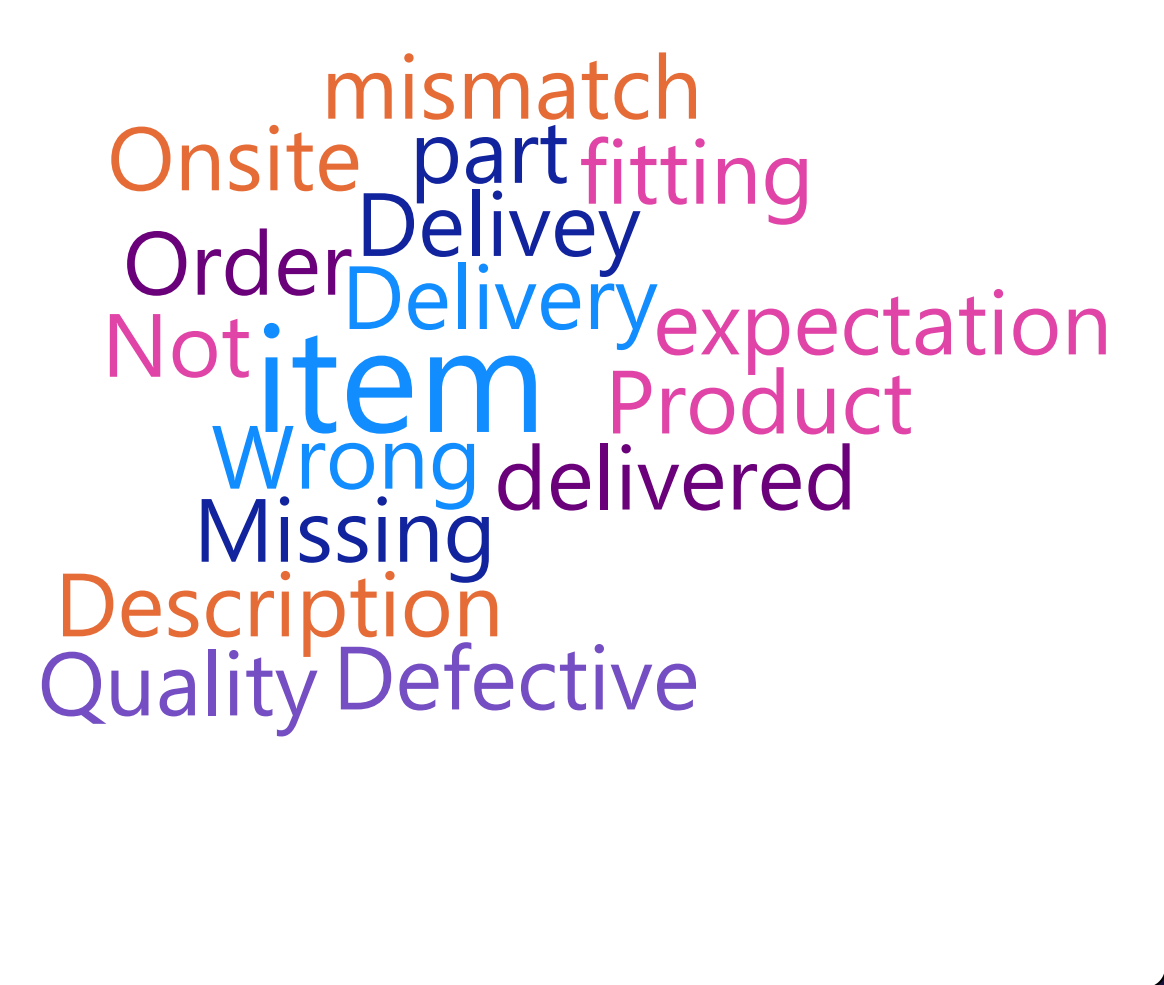 mismatch
Onsite part fitting
Delivey
Order
Delivery
expectation
Not
item
Product
Wrong
delivered
Missing
Description
Quality Defective